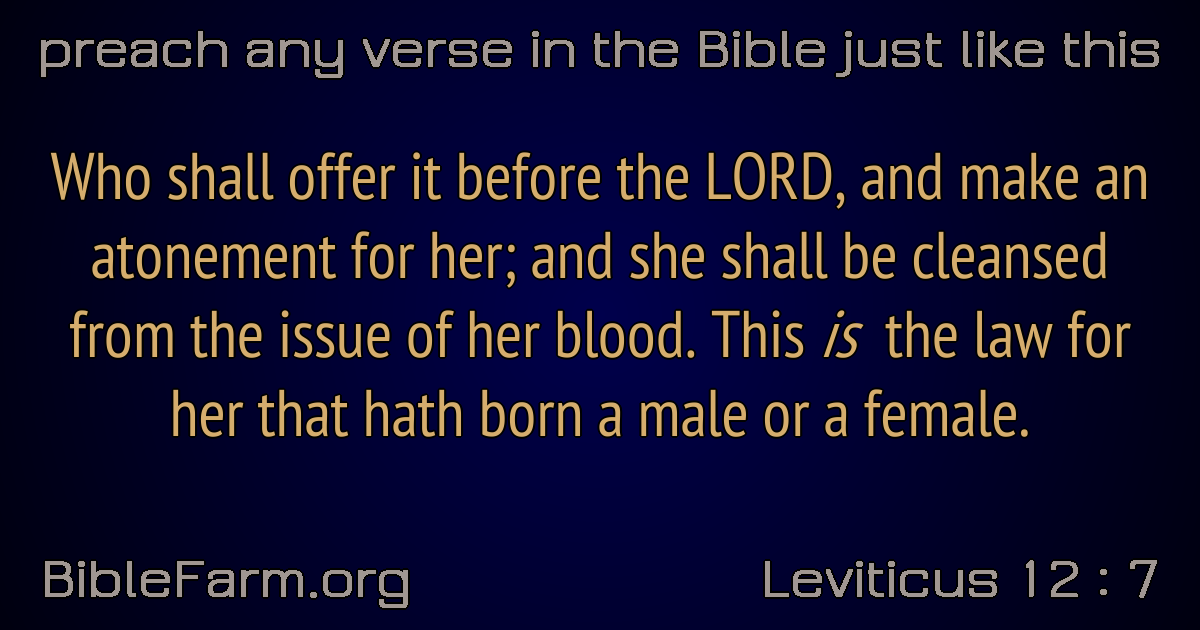 preach any verse in the Bible just like this
Who shall offer it before the LORD, and make an
atonement for her; and she shall be cleansed
from the issue of her blood. This is the law for
her that hath born a male or a female.
BibleFarm.org
Leviticus 12 : 7